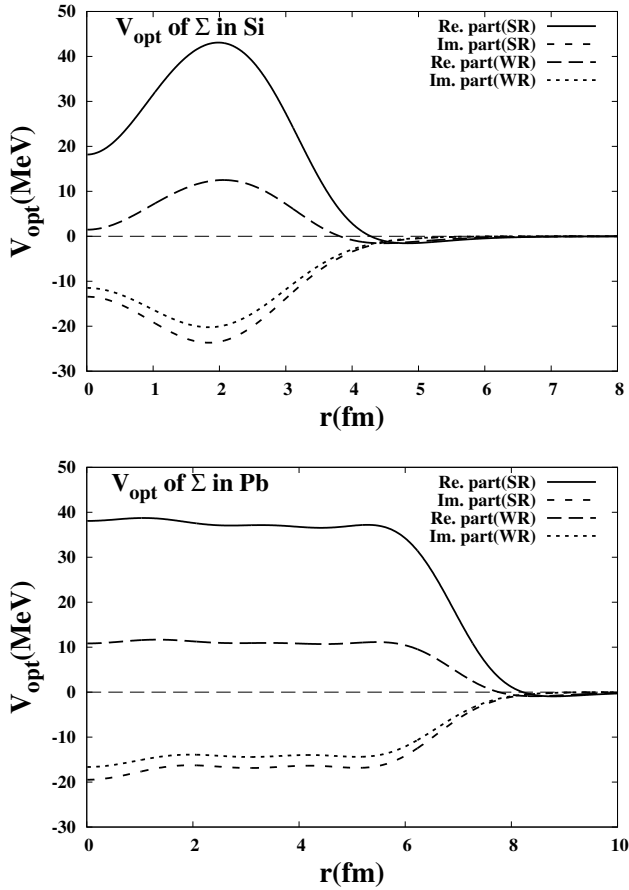 V_opt of Σ in Si
Re. part(SR)
Im. part(SR)
Re. part(WR)
Im. part(WR)
V_opt(MeV)
50
40
30
20
10
0
-10
-20
-30
0 1 2 3 4 5 6 7 8
r(fm)
V_opt of Σ in Pb
Re. part(SR)
Im. part(SR)
Re. part(WR)
Im. part(WR)
V_opt(MeV)
50
40
30
20
10
0
-10
-20
-30
0 2 4 6 8 10
r(fm)